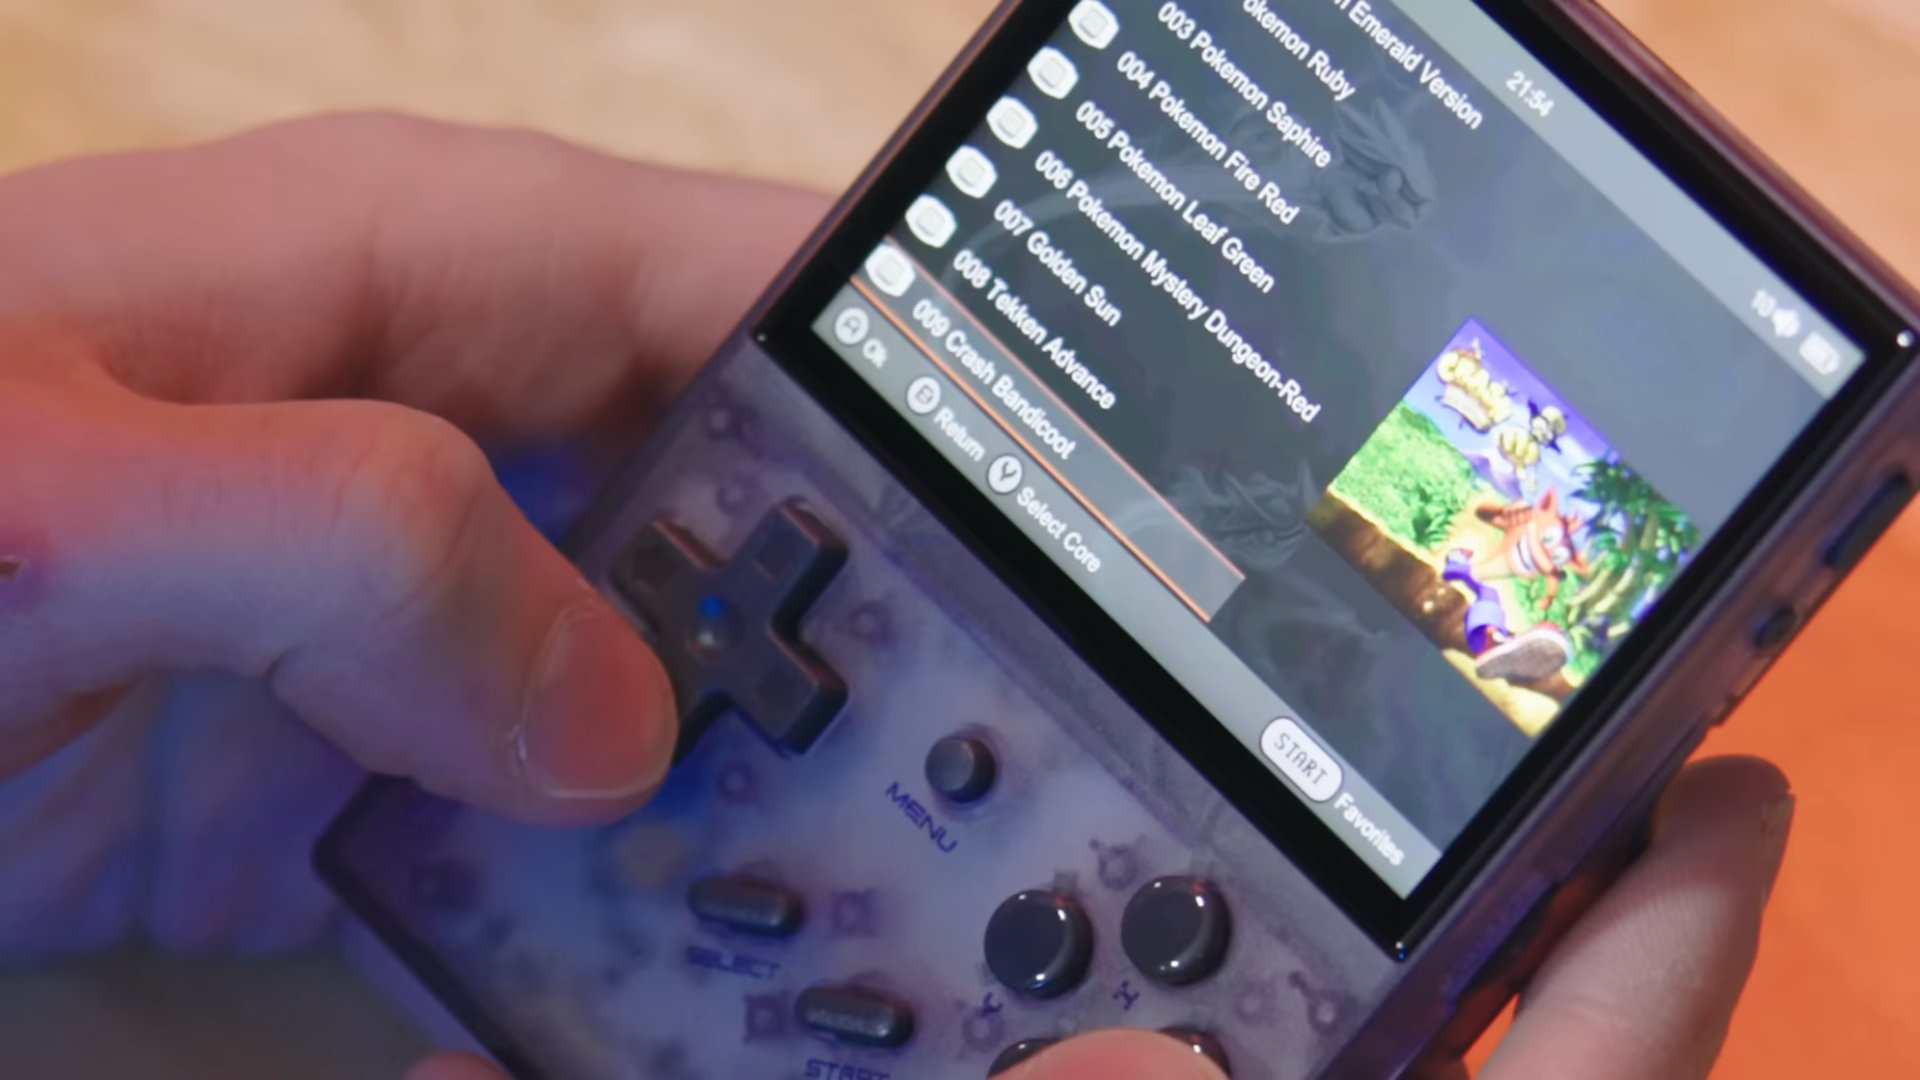 21:54
10
Emerald Version
okemon Ruby
003 Pokemon Saphire
004 Pokemon Fire Red
005 Pokemon Leaf Green
006 Pokemon Mystery Dungeon-Red
007 Golden Sun
008 Tekken Advance
009 Crash Bandicoot
A Ok B Return Y Select Core START Favorites
CRASH
MENU
SELECT
START
Y X